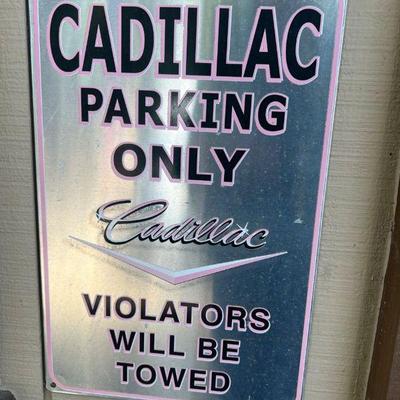 CADILLAC
PARKING
ONLY
Cadillac
VIOLATORS
WILL BE
TOWED